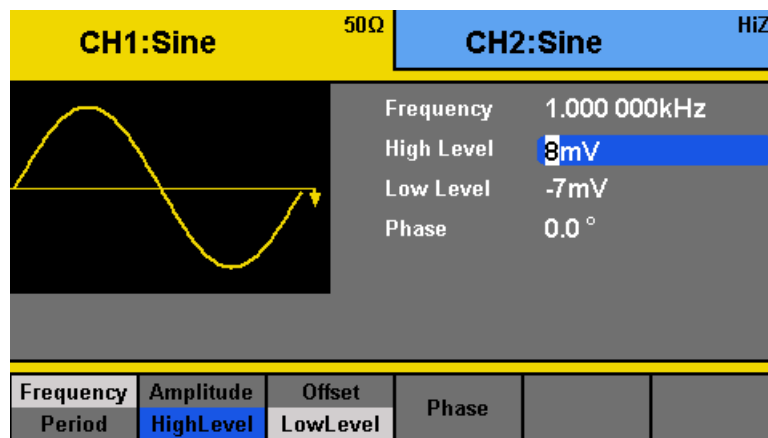 CH1:Sine 50Ω CH2:Sine HiZ
Frequency 1.000 000kHz
High Level 8mV
Low Level -7mV
Phase 0.0 °
Frequency Amplitude Offset Phase
Period HighLevel LowLevel